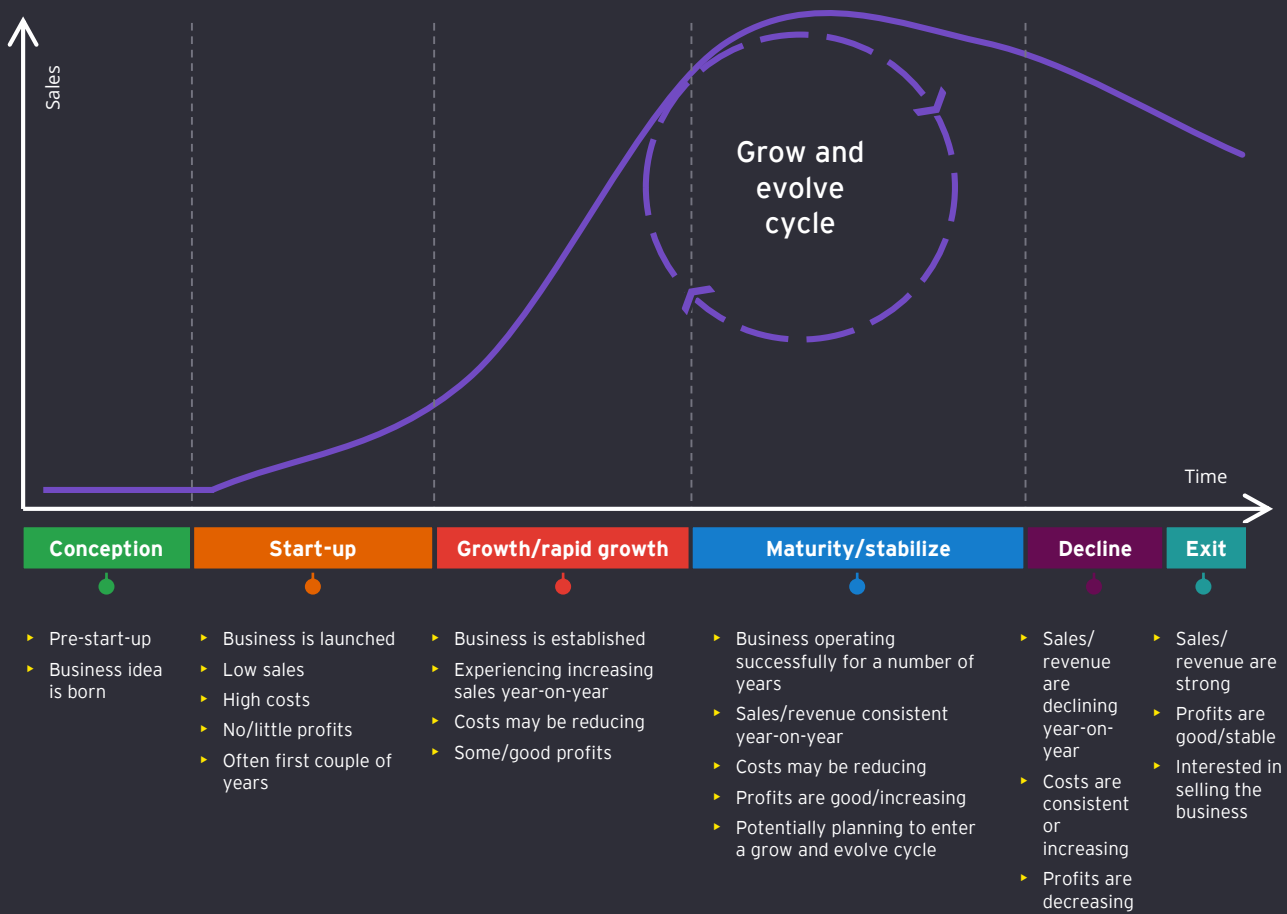 Sales
Grow and
evolve
cycle
Time
Conception
Start-up
Growth/rapid growth
Maturity/stabilize
Decline
Exit
Pre-start-up
Business idea
is born
Business is launched
Low sales
High costs
No/little profits
Often first couple of
years
Business is established
Experiencing increasing
sales year-on-year
Costs may be reducing
Some/good profits
Business operating
successfully for a number of
years
Sales/revenue consistent
year-on-year
Costs may be reducing
Profits are good/increasing
Potentially planning to enter
a grow and evolve cycle
Sales/
revenue
are
declining
year-on-
year
Costs are
consistent
or
increasing
Profits are
decreasing
Sales/
revenue are
strong
Profits are
good/stable
Interested in
selling the
business